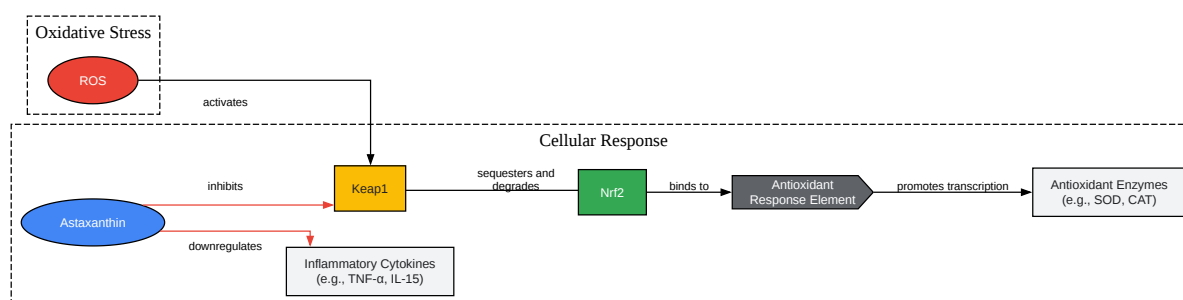 Oxidative Stress
ROS
activates
Cellular Response
Keap1
sequesters and
degrades
Nrf2
binds to
Antioxidant
Response Element
promotes transcription
Antioxidant Enzymes
(e.g., SOD, CAT)
inhibits
Astaxanthin
downregulates
Inflammatory Cytokines
(e.g., TNF-α, IL-15)